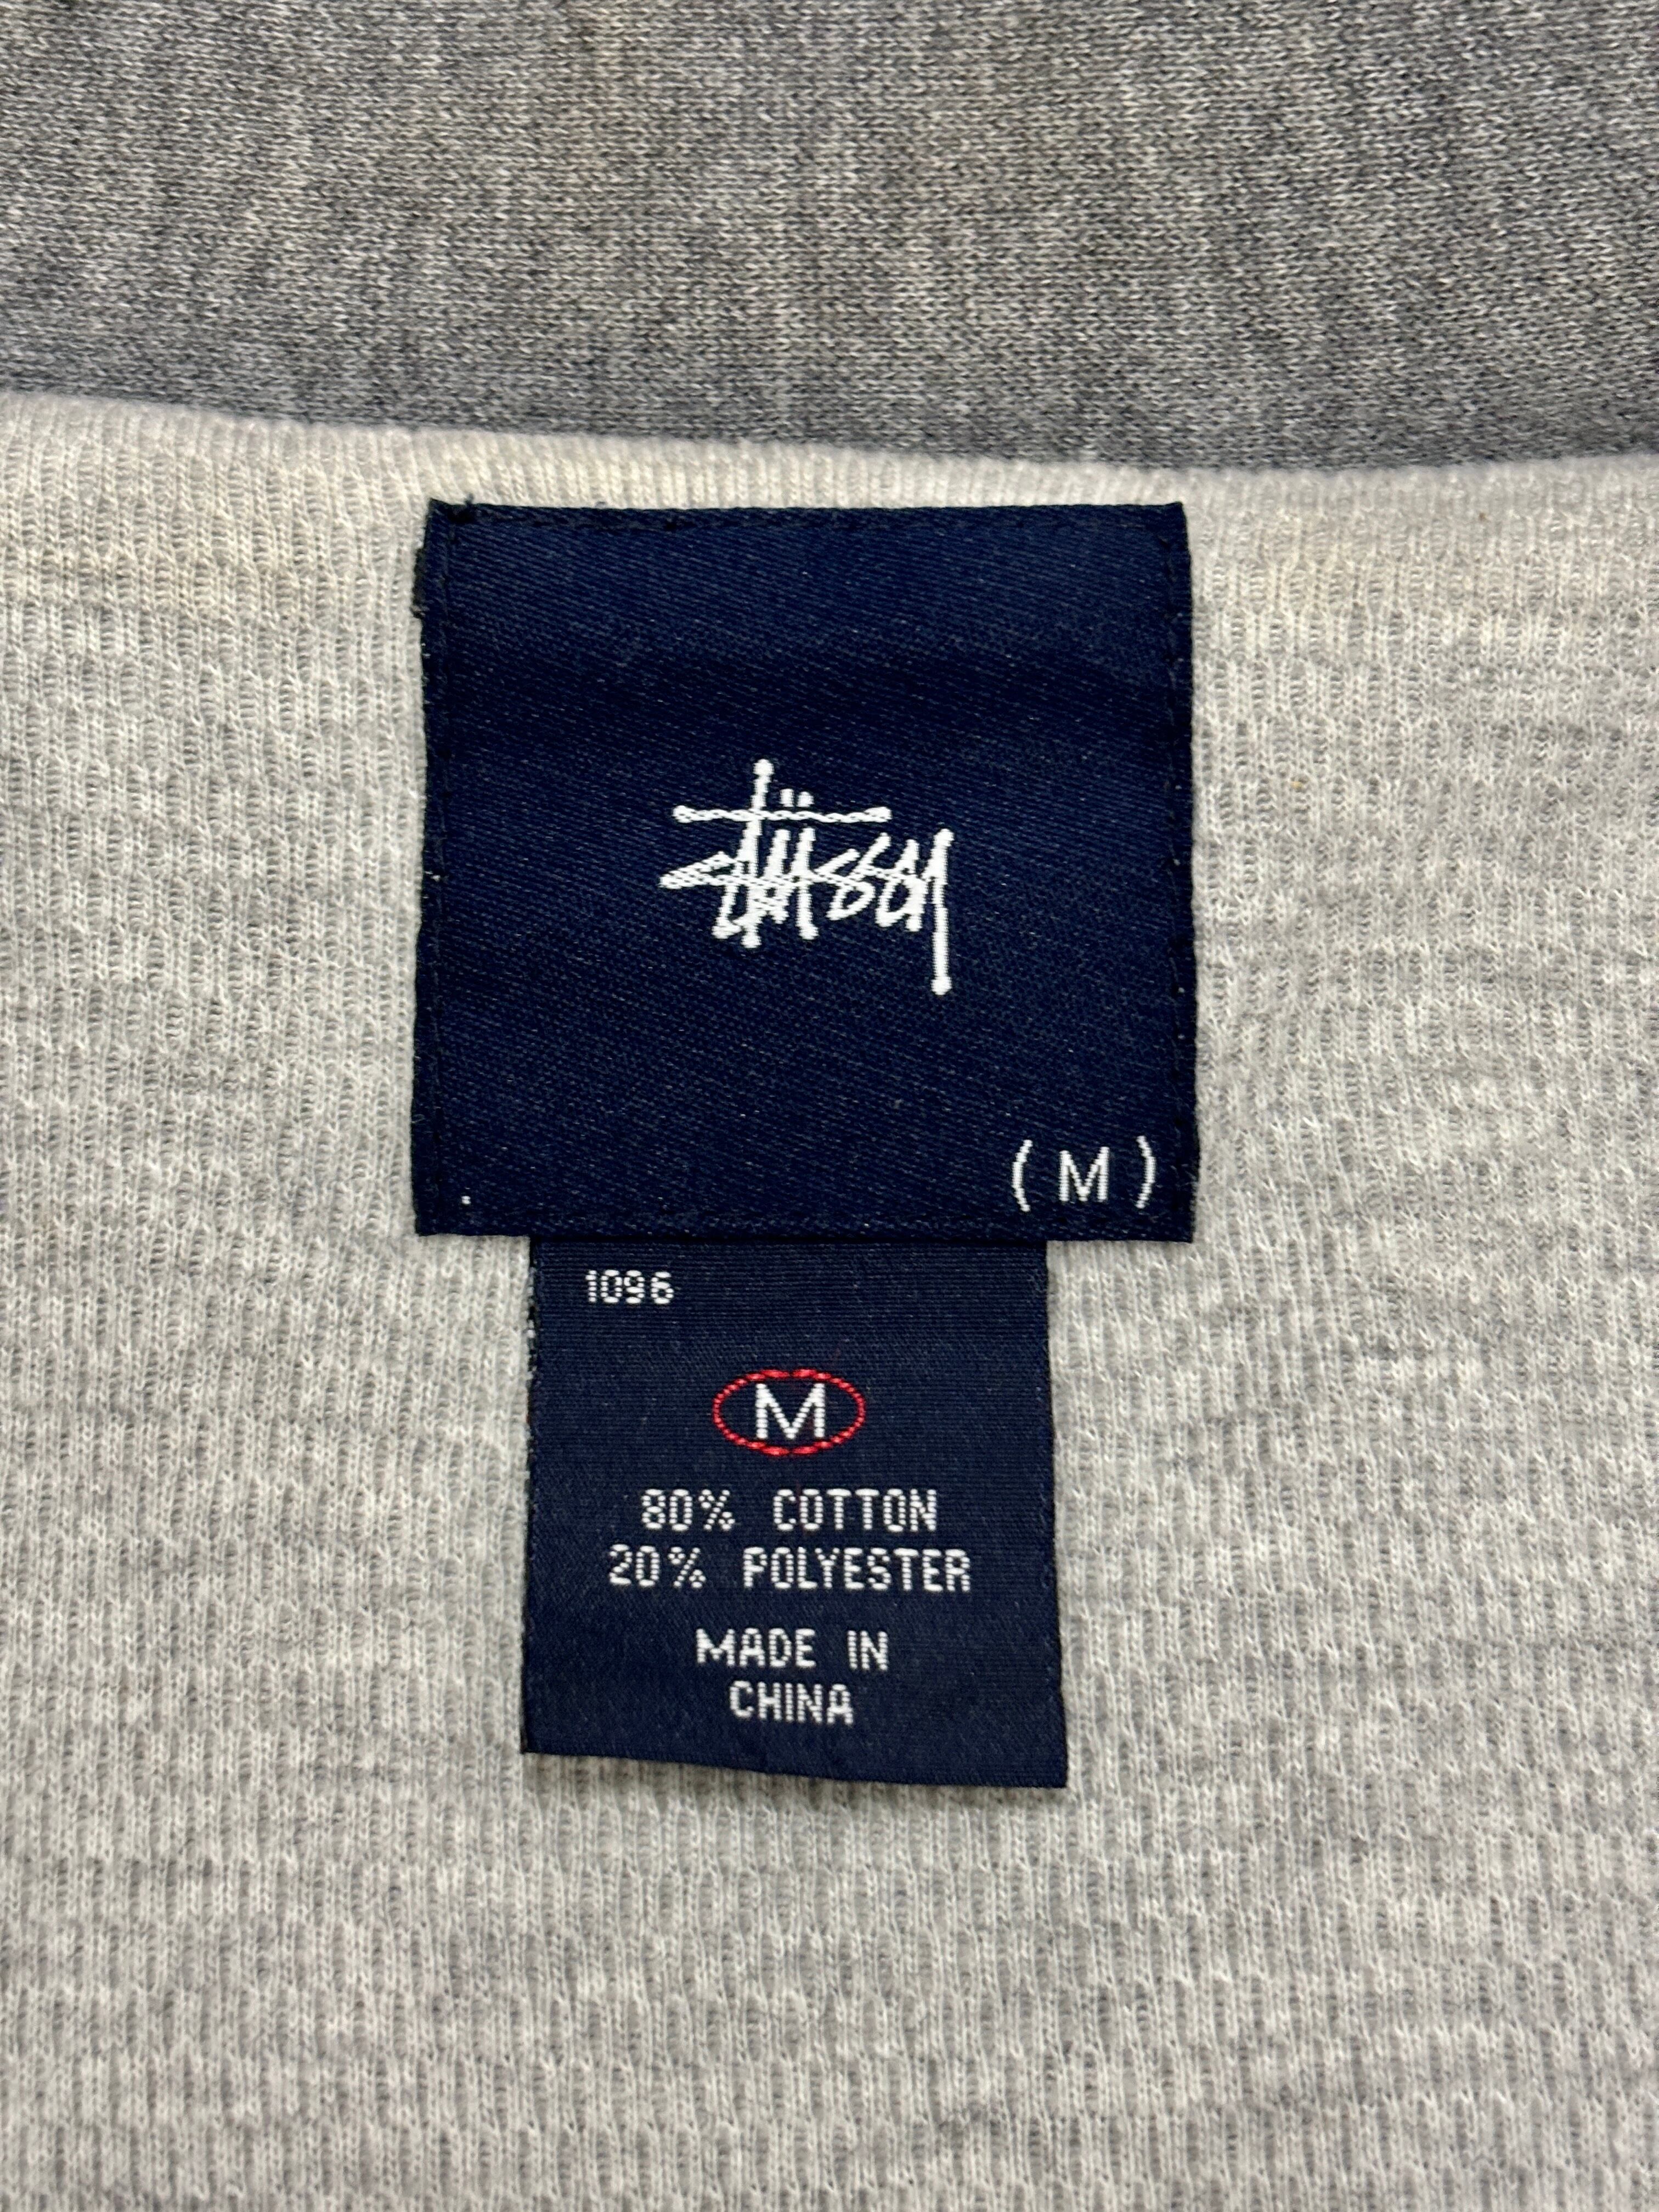 Stüssy
( M )
1096
M
80% COTTON
20% POLYESTER
MADE IN
CHINA